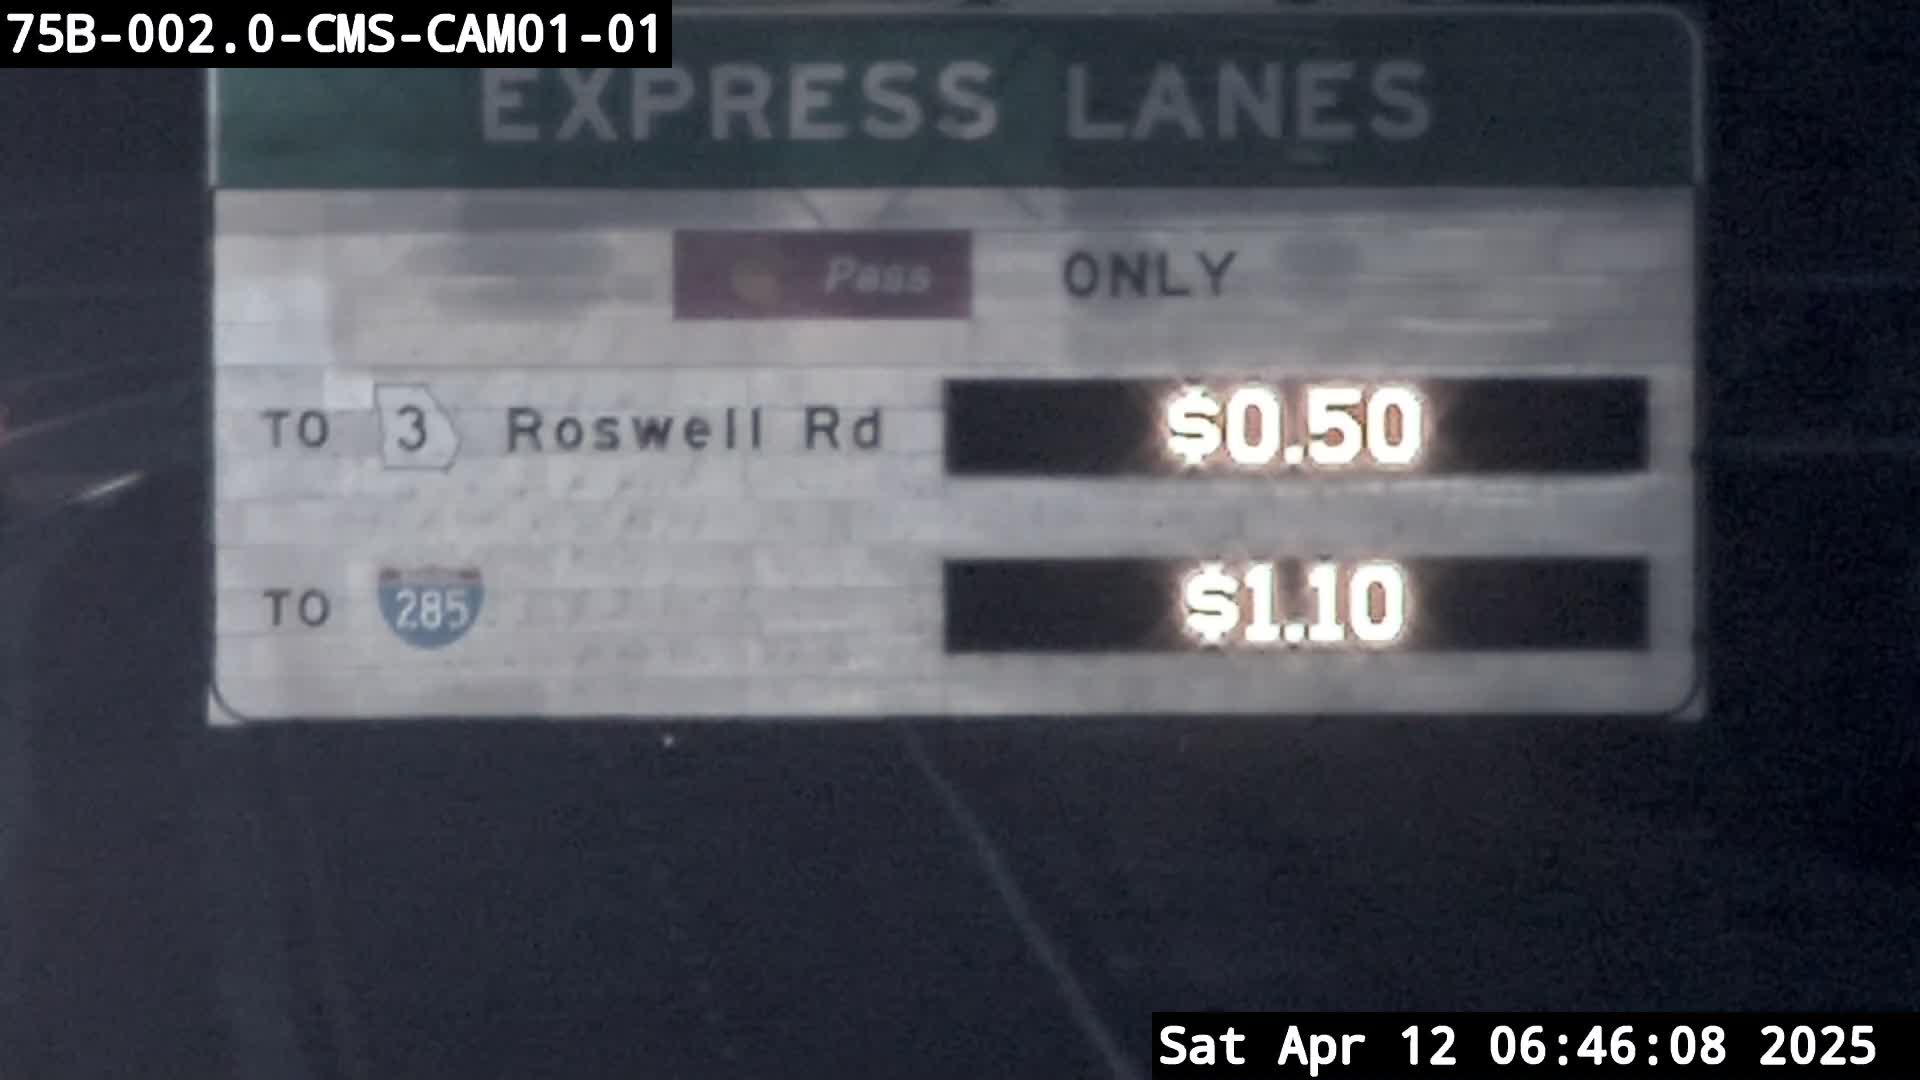 75B-002.0-CMS-CAM01-01
EXPRESS LANES
Pass ONLY
TO 3 Roswell Rd $0.50
TO 285 $1.10
Sat Apr 12 06:46:08 2025